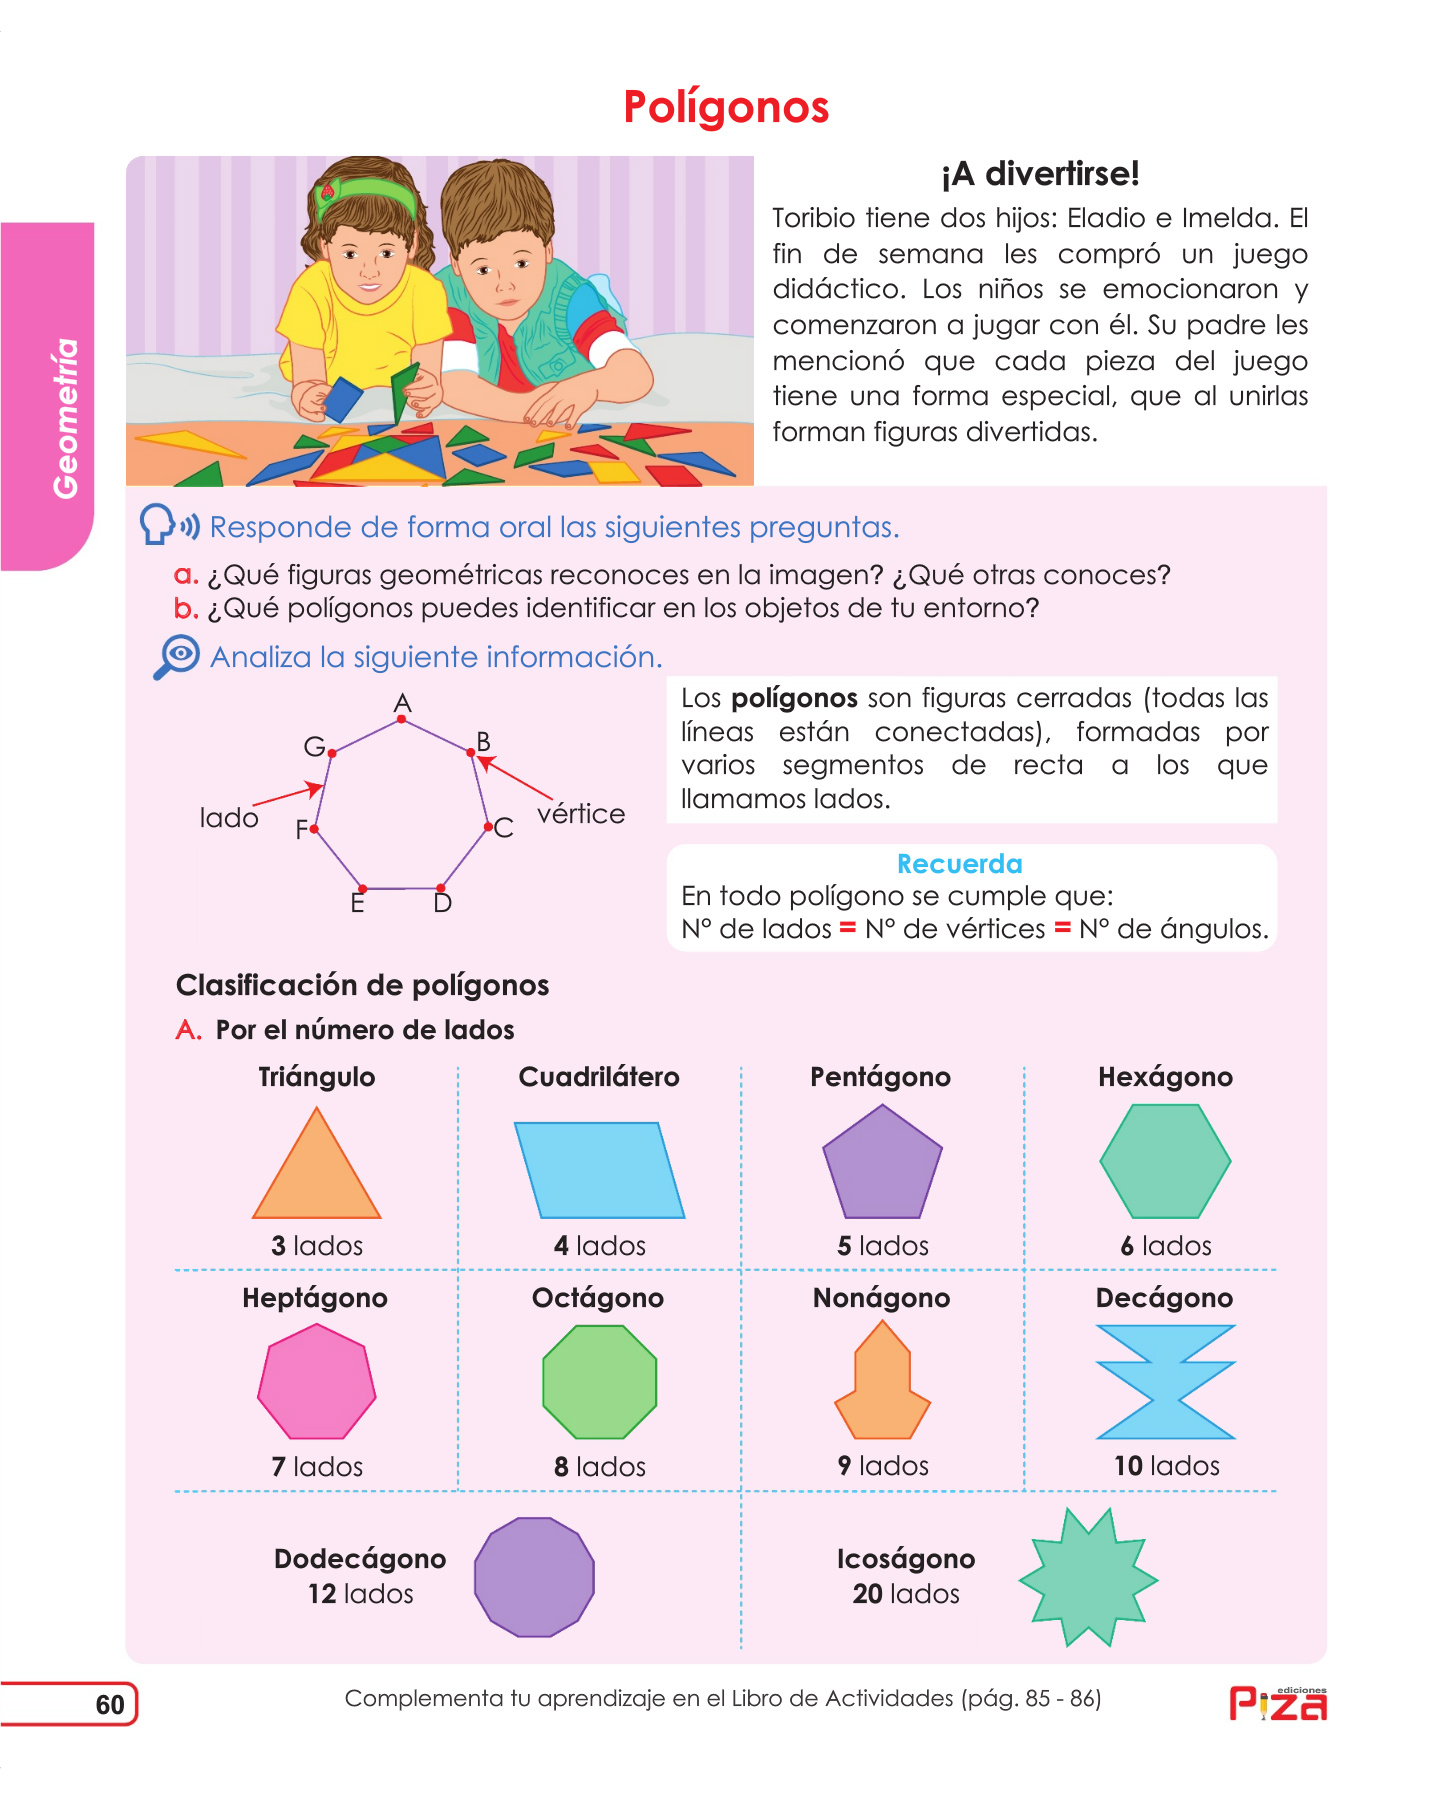 Polígonos
¡A divertirse!
Toribio tiene dos hijos: Eladio e Imelda. El
fin de semana les compró un juego
didáctico. Los niños se emocionaron y
comenzaron a jugar con él. Su padre les
mencionó que cada pieza del juego
tiene una forma especial, que al unirlas
forman figuras divertidas.
Geometría
Responde de forma oral las siguientes preguntas.
a. ¿Qué figuras geométricas reconoces en la imagen? ¿Qué otras conoces?
b. ¿Qué polígonos puedes identificar en los objetos de tu entorno?
Analiza la siguiente información.
A
G
B
lado
vértice
F
C
E
D
Los polígonos son figuras cerradas (todas las
líneas están conectadas), formadas por
varios segmentos de recta a los que
llamamos lados.
Recuerda
En todo polígono se cumple que:
N° de lados = N° de vértices = N° de ángulos.
Clasificación de polígonos
A. Por el número de lados
Triángulo
3 lados
Cuadrilátero
4 lados
Pentágono
5 lados
Hexágono
6 lados
Heptágono
7 lados
Octágono
8 lados
Nonágono
9 lados
Decágono
10 lados
Dodecágono
12 lados
Icoságono
20 lados
60
Complementa tu aprendizaje en el Libro de Actividades (pág. 85 - 86)
ediciones
Piza